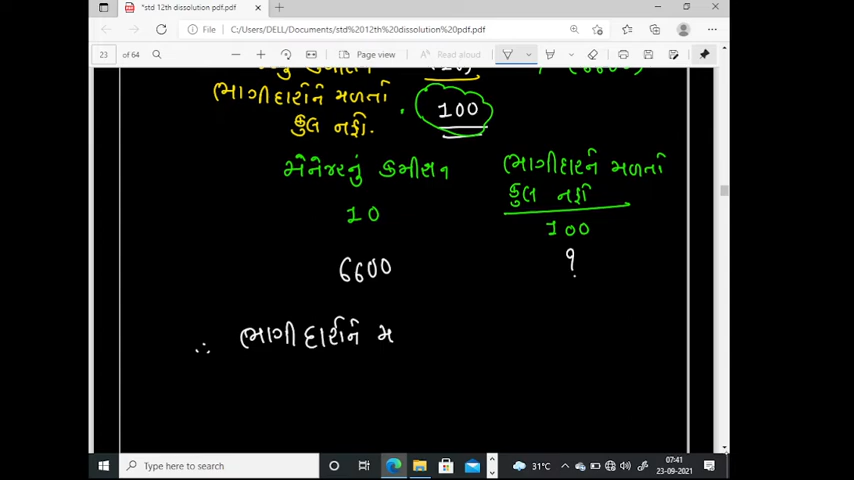 *std 12th dissolution pdf.pdf
File C:/Users/DELL/Documents/std%2012th%20dissolution%20pdf.pdf
23 of 64 Page view Read aloud
ભાગીદારોને મળતો
100
કુલ નફો.
મેનેજરનું કમીશન
ભાગીદારને મળતો
કુલ નફો
10
100
6600
?
∴ ભાગીદારોને મ
Type here to search
31°C
07:41
23-09-2021